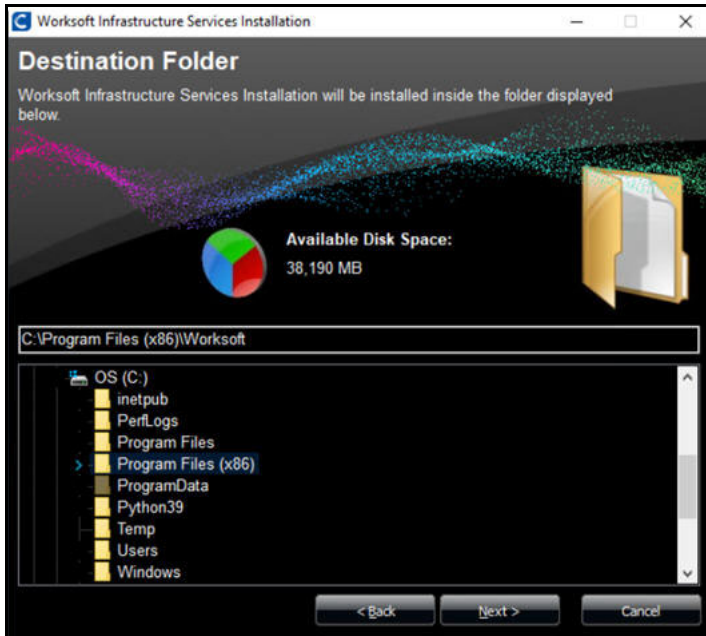 Worksoft Infrastructure Services Installation
Destination Folder
Worksoft Infrastructure Services Installation will be installed inside the folder displayed
below.
Available Disk Space:
38,190 MB
C:\Program Files (x86)\Worksoft
OS (C:)
inetpub
PerfLogs
Program Files
Program Files (x86)
ProgramData
Python39
Temp
Users
Windows
< Back Next > Cancel